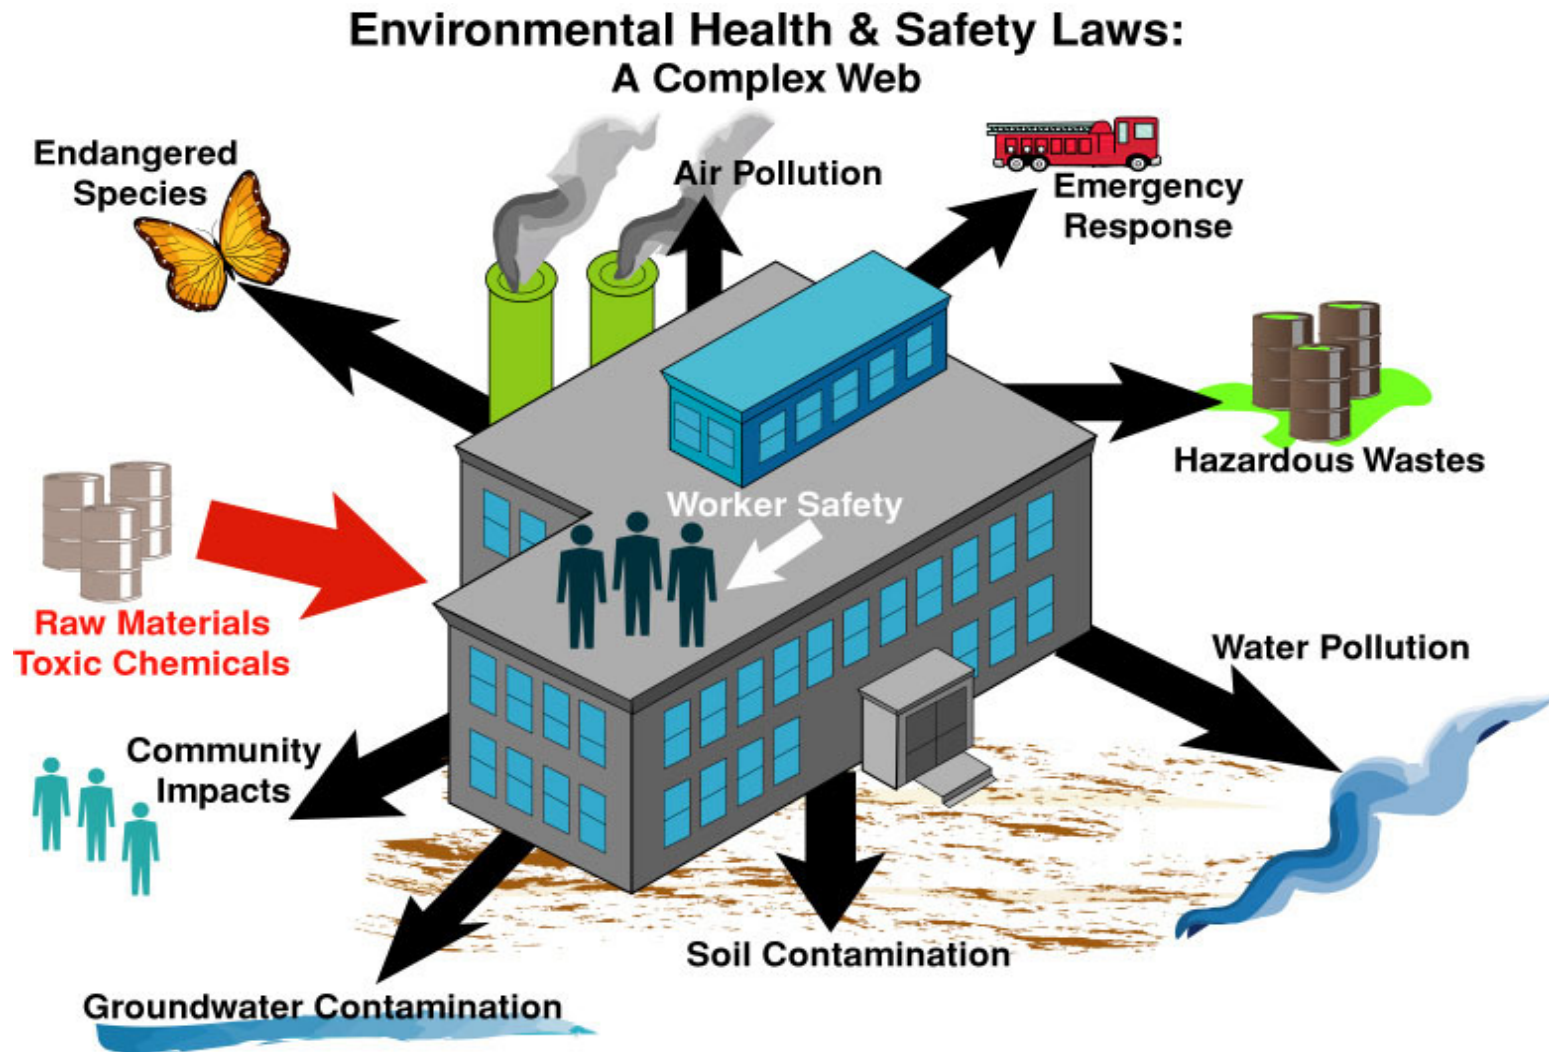 Environmental Health & Safety Laws:
A Complex Web
Endangered
Species
Air Pollution
Emergency
Response
Hazardous Wastes
Worker Safety
Raw Materials
Toxic Chemicals
Water Pollution
Community
Impacts
Soil Contamination
Groundwater Contamination